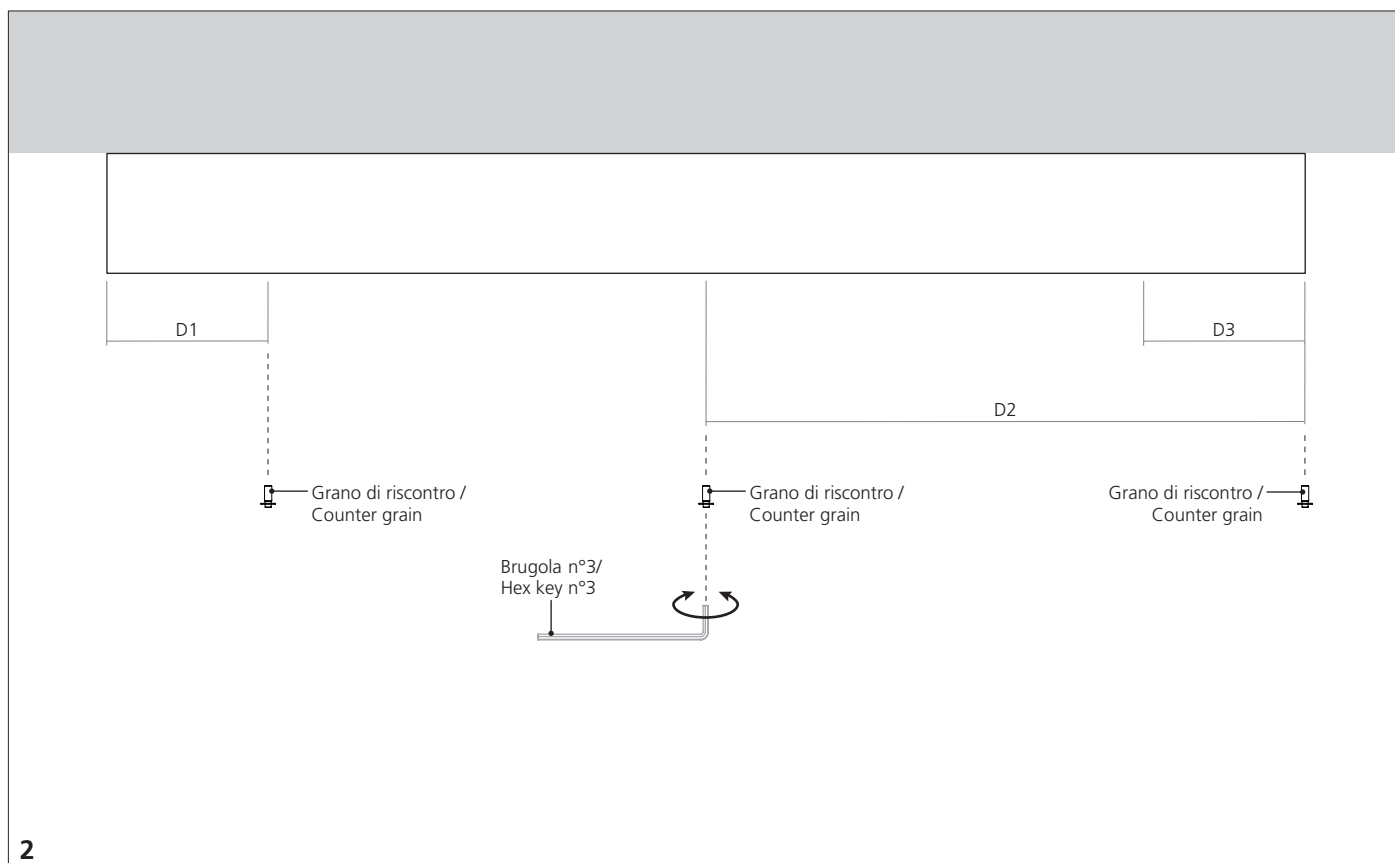 D1
D3
D2
Grano di riscontro /
Counter grain
Grano di riscontro /
Counter grain
Grano di riscontro /
Counter grain
Brugola n°3/
Hex key n°3
2